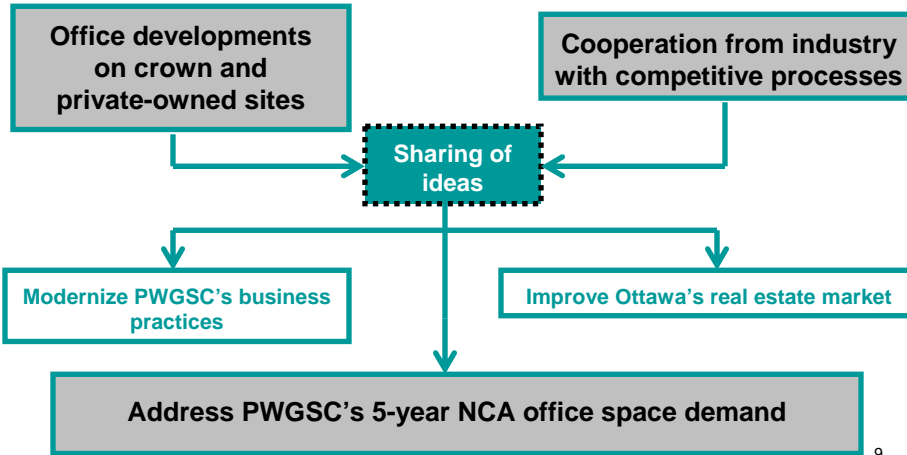 Office developments
on crown and
private-owned sites
Cooperation from industry
with competitive processes
Sharing of
ideas
Modernize PWGSC’s business
practices
Improve Ottawa’s real estate market
Address PWGSC’s 5-year NCA office space demand
9